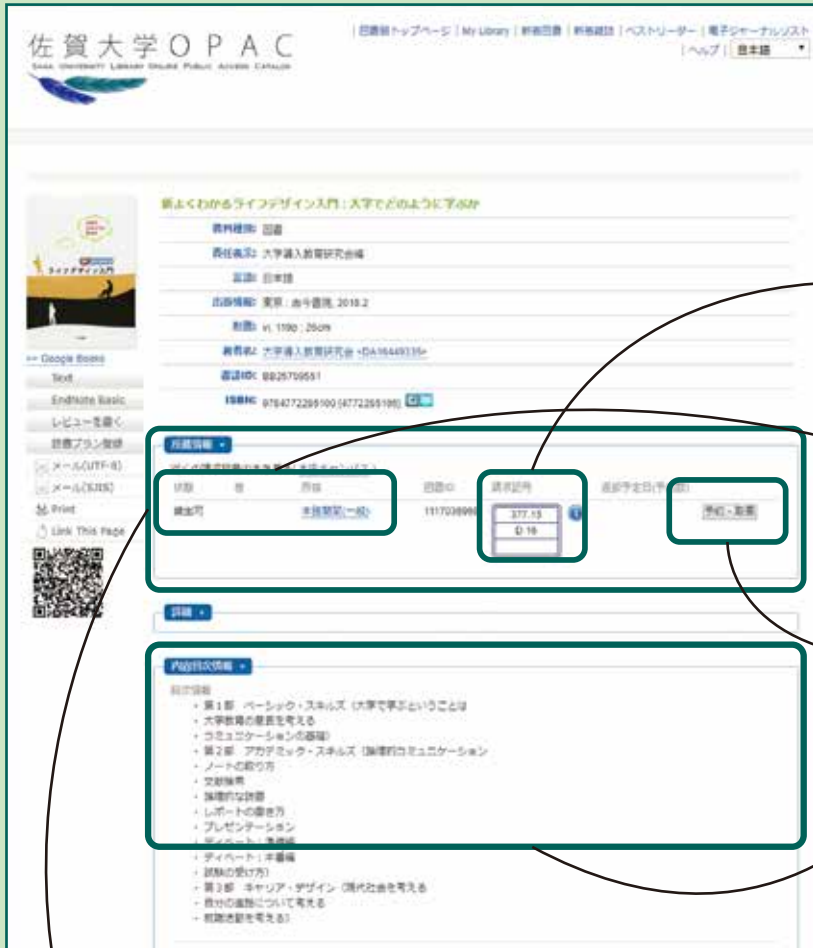 佐賀大学OPAC
SAGA UNIVERSITY LIBRARY ONLINE PUBLIC ACCESS CATALOG
| 図書館トップページ | My Library | 新着図書 | 新着雑誌 | ベストリーダー | 電子ジャーナルリスト
| ヘルプ | 日本語
新よくわかるライフデザイン入門 : 大学でどのように学ぶか
資料種別: 図書
責任表示: 大学導入教育研究会編
言語: 日本語
出版情報: 東京 : 古今書院, 2018.2
形態: vi, 119p ; 26cm
著者名: 大学導入教育研究会
書誌ID:
ISBN:
ライフデザイン入門
>> Google Books
Text
EndNote Basic
レビューを書く
読書プラン登録
メール(UTF-8)
メール(SJIS)
Print
Link This Page
所蔵情報
状態 巻 所在 図書ID 請求記号 返却予定日
貸出可 本館開架(一般) 377.15 予約・取寄
D 16
詳細
内容目次情報
目次情報
・第1部 ベーシック・スキルズ (大学で学ぶということは
・大学教育の意義を考える
・コミュニケーションの基礎)
・第2部 アカデミック・スキルズ (論理的コミュニケーション
・ノートの取り方
・文献検索
・論理的な読書
・レポートの書き方
・プレゼンテーション
・ディベート : 準備編
・ディベート : 本番編
・試験の受け方)
・第3部 キャリア・デザイン (現代社会を考える
・自分の進路について考える
・就職活動を考える)